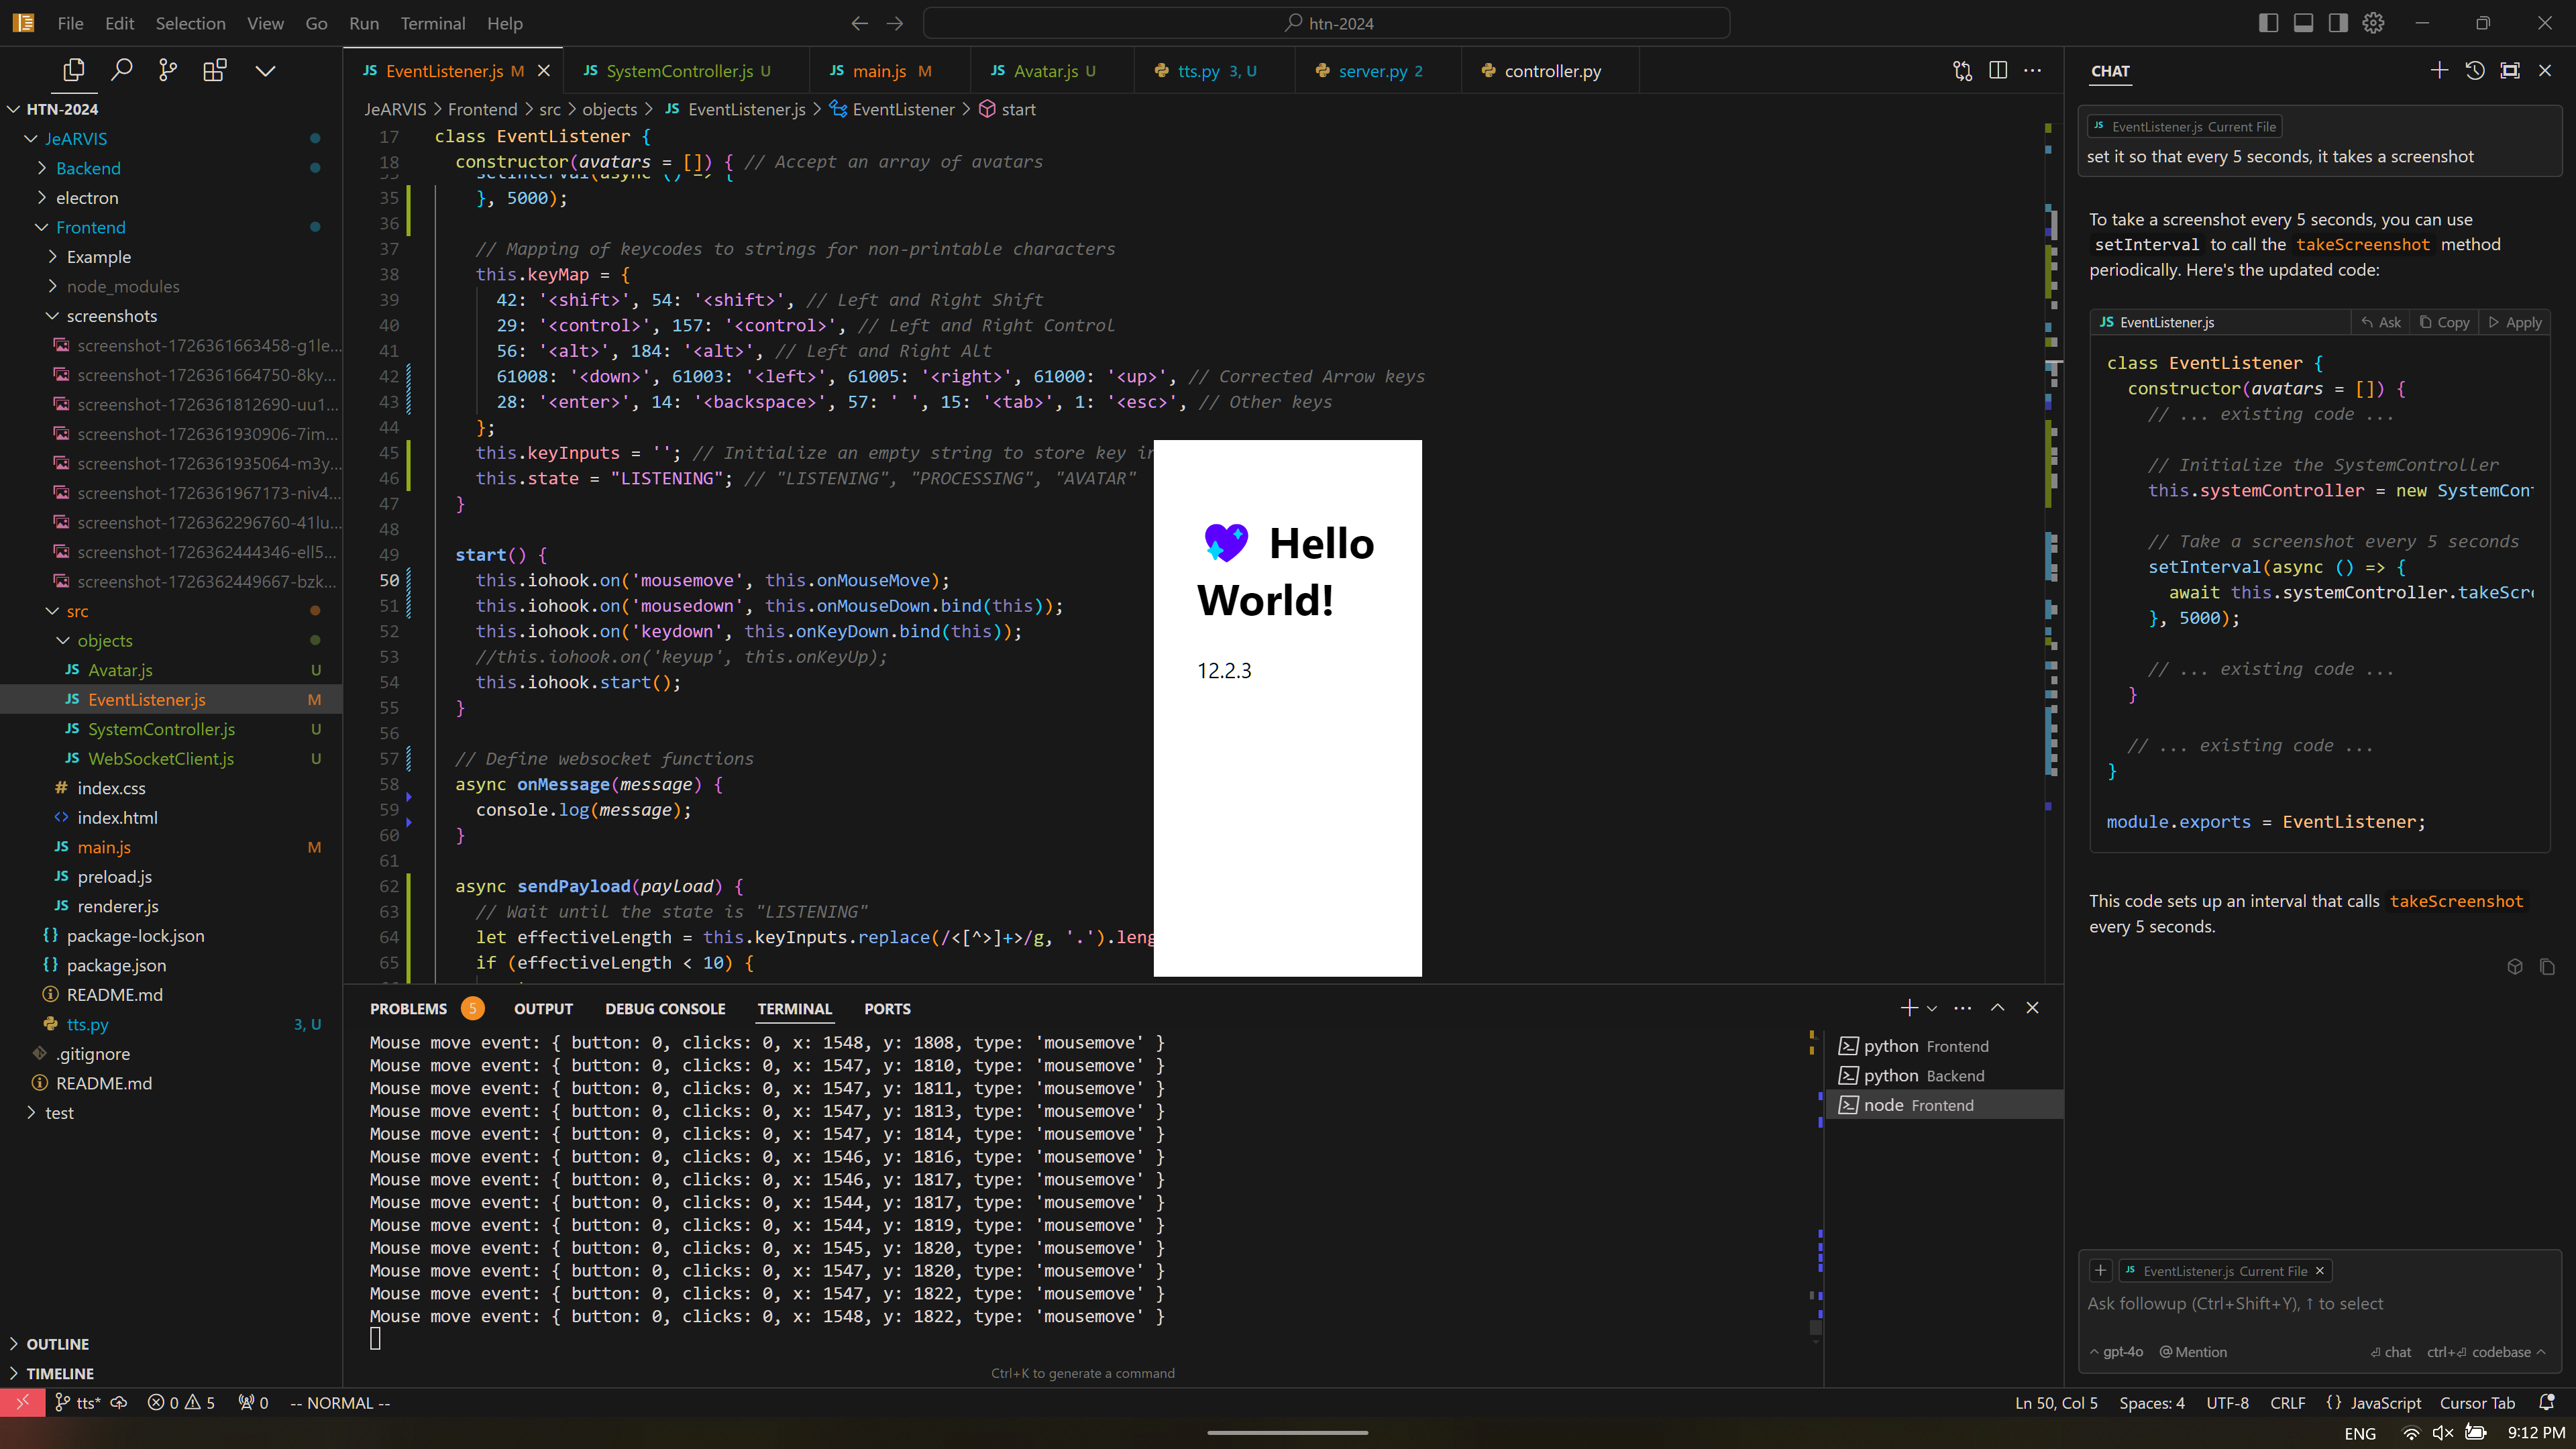 File Edit Selection View Go Run Terminal Help
htn-2024
HTN-2024
JeARVIS
Backend
electron
Frontend
Example
node_modules
screenshots
screenshot-1726361663458-g1le...
screenshot-1726361664750-8ky...
screenshot-1726361812690-uu1...
screenshot-1726361930906-7im...
screenshot-1726361935064-m3y...
screenshot-1726361967173-niv4...
screenshot-1726362296760-41lu...
screenshot-1726362444346-ell5...
screenshot-1726362449667-bzk...
src
objects
JS Avatar.js U
JS EventListener.js M
JS SystemController.js U
JS WebSocketClient.js U
# index.css
<> index.html
JS main.js M
JS preload.js
JS renderer.js
{} package-lock.json
{} package.json
README.md
tts.py 3, U
.gitignore
README.md
test
OUTLINE
TIMELINE
JS EventListener.js M
JS SystemController.js U
JS main.js M
JS Avatar.js U
tts.py 3, U
server.py 2
controller.py
JeARVIS > Frontend > src > objects > JS EventListener.js > EventListener > start
17 class EventListener {
18 constructor(avatars = []) { // Accept an array of avatars
setInterval(async () => {
35 }, 5000);
36
37 // Mapping of keycodes to strings for non-printable characters
38 this.keyMap = {
39 42: '<shift>', 54: '<shift>', // Left and Right Shift
40 29: '<control>', 157: '<control>', // Left and Right Control
41 56: '<alt>', 184: '<alt>', // Left and Right Alt
42 61008: '<down>', 61003: '<left>', 61005: '<right>', 61000: '<up>', // Corrected Arrow keys
43 28: '<enter>', 14: '<backspace>', 57: ' ', 15: '<tab>', 1: '<esc>', // Other keys
44 };
45 this.keyInputs = ''; // Initialize an empty string to store key in
46 this.state = "LISTENING"; // "LISTENING", "PROCESSING", "AVATAR"
47 }
48
49 start() {
50 this.iohook.on('mousemove', this.onMouseMove);
51 this.iohook.on('mousedown', this.onMouseDown.bind(this));
52 this.iohook.on('keydown', this.onKeyDown.bind(this));
53 //this.iohook.on('keyup', this.onKeyUp);
54 this.iohook.start();
55 }
56
57 // Define websocket functions
58 async onMessage(message) {
59 console.log(message);
60 }
61
62 async sendPayload(payload) {
63 // Wait until the state is "LISTENING"
64 let effectiveLength = this.keyInputs.replace(/<[^>]+>/g, '.').leng
65 if (effectiveLength < 10) {
Hello
World!
12.2.3
PROBLEMS 5 OUTPUT DEBUG CONSOLE TERMINAL PORTS
Mouse move event: { button: 0, clicks: 0, x: 1548, y: 1808, type: 'mousemove' }
Mouse move event: { button: 0, clicks: 0, x: 1547, y: 1810, type: 'mousemove' }
Mouse move event: { button: 0, clicks: 0, x: 1547, y: 1811, type: 'mousemove' }
Mouse move event: { button: 0, clicks: 0, x: 1547, y: 1813, type: 'mousemove' }
Mouse move event: { button: 0, clicks: 0, x: 1547, y: 1814, type: 'mousemove' }
Mouse move event: { button: 0, clicks: 0, x: 1546, y: 1816, type: 'mousemove' }
Mouse move event: { button: 0, clicks: 0, x: 1546, y: 1817, type: 'mousemove' }
Mouse move event: { button: 0, clicks: 0, x: 1544, y: 1817, type: 'mousemove' }
Mouse move event: { button: 0, clicks: 0, x: 1544, y: 1819, type: 'mousemove' }
Mouse move event: { button: 0, clicks: 0, x: 1545, y: 1820, type: 'mousemove' }
Mouse move event: { button: 0, clicks: 0, x: 1547, y: 1820, type: 'mousemove' }
Mouse move event: { button: 0, clicks: 0, x: 1547, y: 1822, type: 'mousemove' }
Mouse move event: { button: 0, clicks: 0, x: 1548, y: 1822, type: 'mousemove' }
Ctrl+K to generate a command
python Frontend
python Backend
node Frontend
CHAT
JS EventListener.js Current File
set it so that every 5 seconds, it takes a screenshot
To take a screenshot every 5 seconds, you can use
setInterval to call the takeScreenshot method
periodically. Here's the updated code:
JS EventListener.js Ask Copy Apply
class EventListener {
constructor(avatars = []) {
// ... existing code ...
// Initialize the SystemController
this.systemController = new SystemCon
// Take a screenshot every 5 seconds
setInterval(async () => {
await this.systemController.takeScr
}, 5000);
// ... existing code ...
}
// ... existing code ...
}
module.exports = EventListener;
This code sets up an interval that calls takeScreenshot
every 5 seconds.
+ JS EventListener.js Current File ×
Ask followup (Ctrl+Shift+Y), ↑ to select
^ gpt-4o @ Mention ⏎ chat ctrl+⏎ codebase ^
tts* 0 5 0 -- NORMAL --
Ln 50, Col 5 Spaces: 4 UTF-8 CRLF {} JavaScript Cursor Tab
ENG 9:12 PM